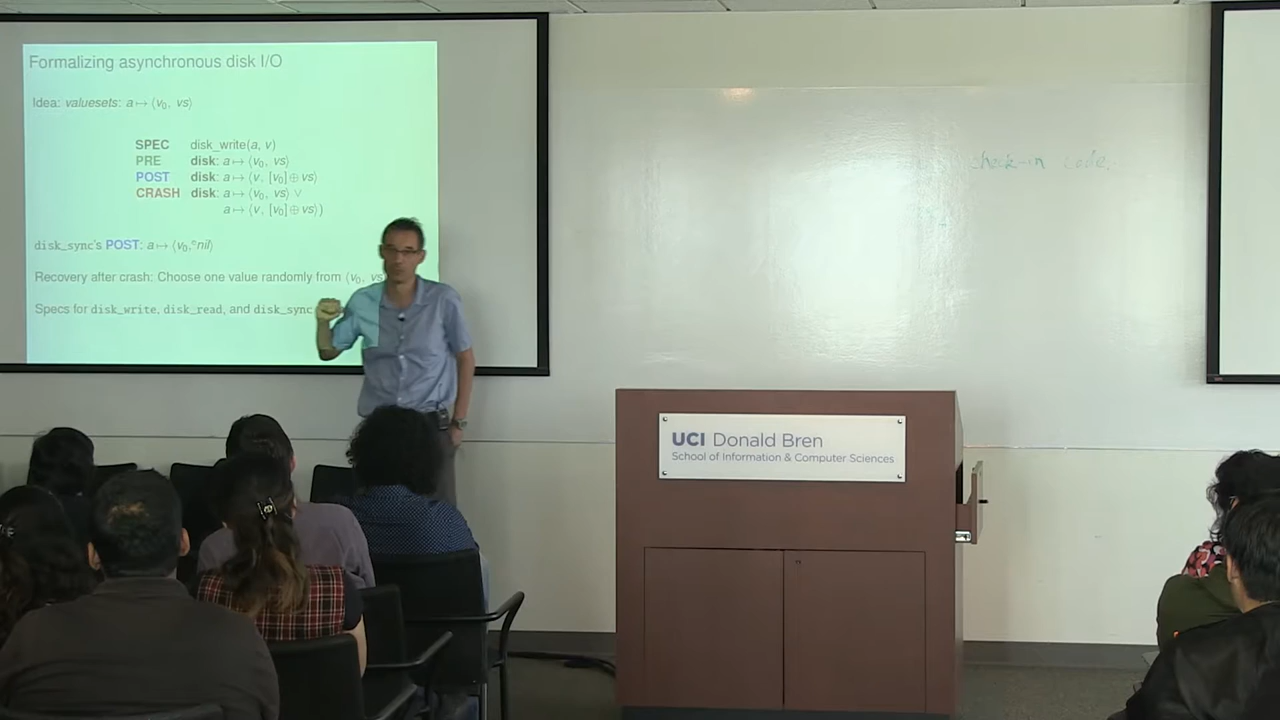 Formalizing asynchronous disk I/O
Idea: valuesets: a ↦ ⟨v₀, vs⟩
SPEC disk_write(a, v)
PRE disk: a ↦ ⟨v₀, vs⟩
POST disk: a ↦ ⟨v, [v₀] ⊕ vs⟩
CRASH disk: a ↦ ⟨v₀, vs⟩ ∨
a ↦ ⟨v, [v₀] ⊕ vs⟩⟩
disk_sync's POST: a ↦ ⟨v₀, nil⟩
Recovery after crash: Choose one value randomly from ⟨v₀, vs
Specs for disk_write, disk_read, and disk_sync
check-in code
UCI Donald Bren
School of Information & Computer Sciences